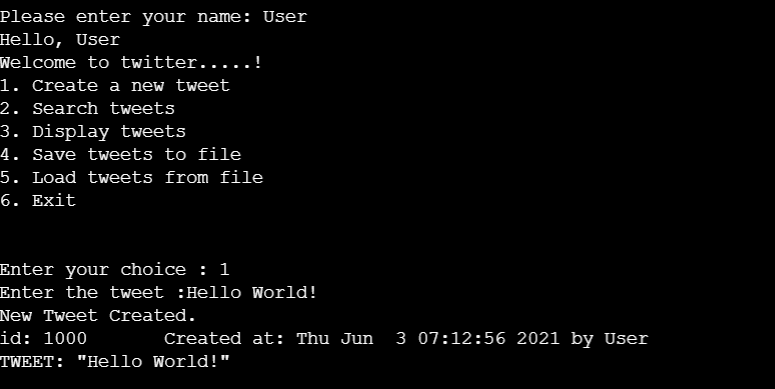 Please enter your name: User
Hello, User
Welcome to twitter.....!
1. Create a new tweet
2. Search tweets
3. Display tweets
4. Save tweets to file
5. Load tweets from file
6. Exit
Enter your choice : 1
Enter the tweet :Hello World!
New Tweet Created.
id: 1000       Created at: Thu Jun  3 07:12:56 2021 by User
TWEET: "Hello World!"